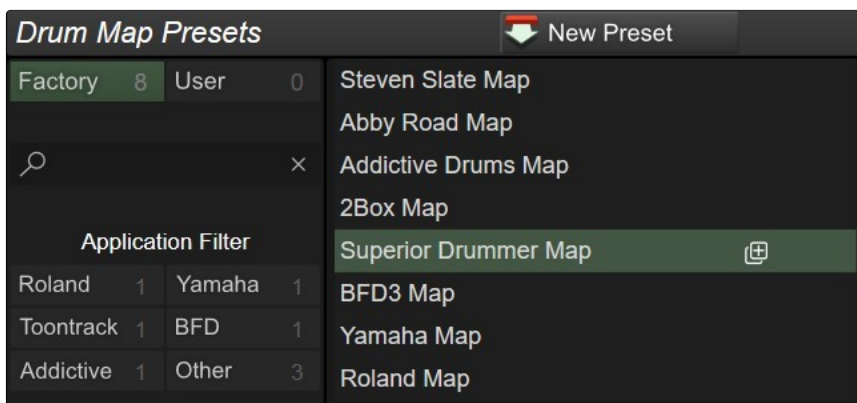 Drum Map Presets
New Preset
Factory 8 User 0
Application Filter
Roland 1 Yamaha 1
Toontrack 1 BFD 1
Addictive 1 Other 3
Steven Slate Map
Abby Road Map
Addictive Drums Map
2Box Map
Superior Drummer Map
BFD3 Map
Yamaha Map
Roland Map